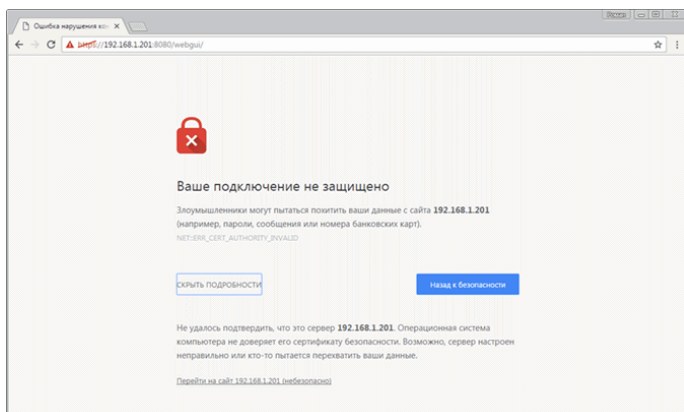 Ошибка нарушения кон
https://192.168.1.201:8080/webgui/
Ваше подключение не защищено
Злоумышленники могут пытаться похитить ваши данные с сайта 192.168.1.201
(например, пароли, сообщения или номера банковских карт).
NET::ERR_CERT_AUTHORITY_INVALID
СКРЫТЬ ПОДРОБНОСТИ
Назад к безопасности
Не удалось подтвердить, что это сервер 192.168.1.201. Операционная система
компьютера не доверяет его сертификату безопасности. Возможно, сервер настроен
неправильно или кто-то пытается перехватить ваши данные.
Перейти на сайт 192.168.1.201 (небезопасно)